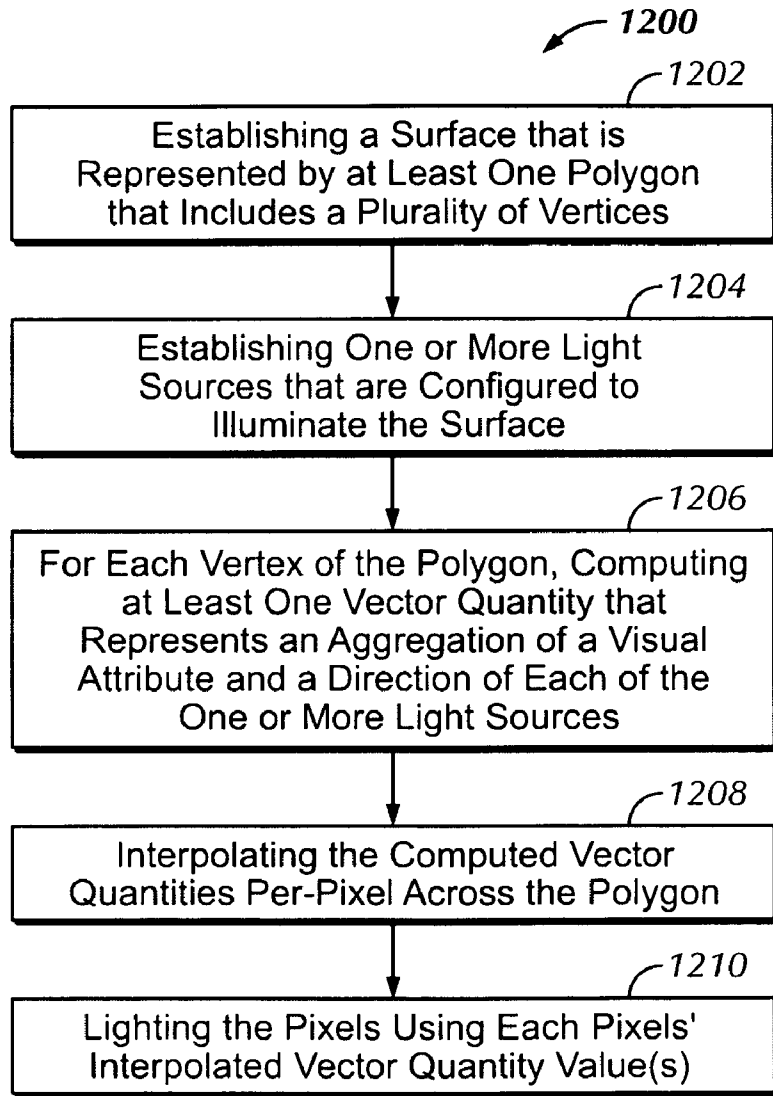 1200
1202
Establishing a Surface that is
Represented by at Least One Polygon
that Includes a Plurality of Vertices
1204
Establishing One or More Light
Sources that are Configured to
Illuminate the Surface
1206
For Each Vertex of the Polygon, Computing
at Least One Vector Quantity that
Represents an Aggregation of a Visual
Attribute and a Direction of Each of the
One or More Light Sources
1208
Interpolating the Computed Vector
Quantities Per-Pixel Across the Polygon
1210
Lighting the Pixels Using Each Pixels'
Interpolated Vector Quantity Value(s)